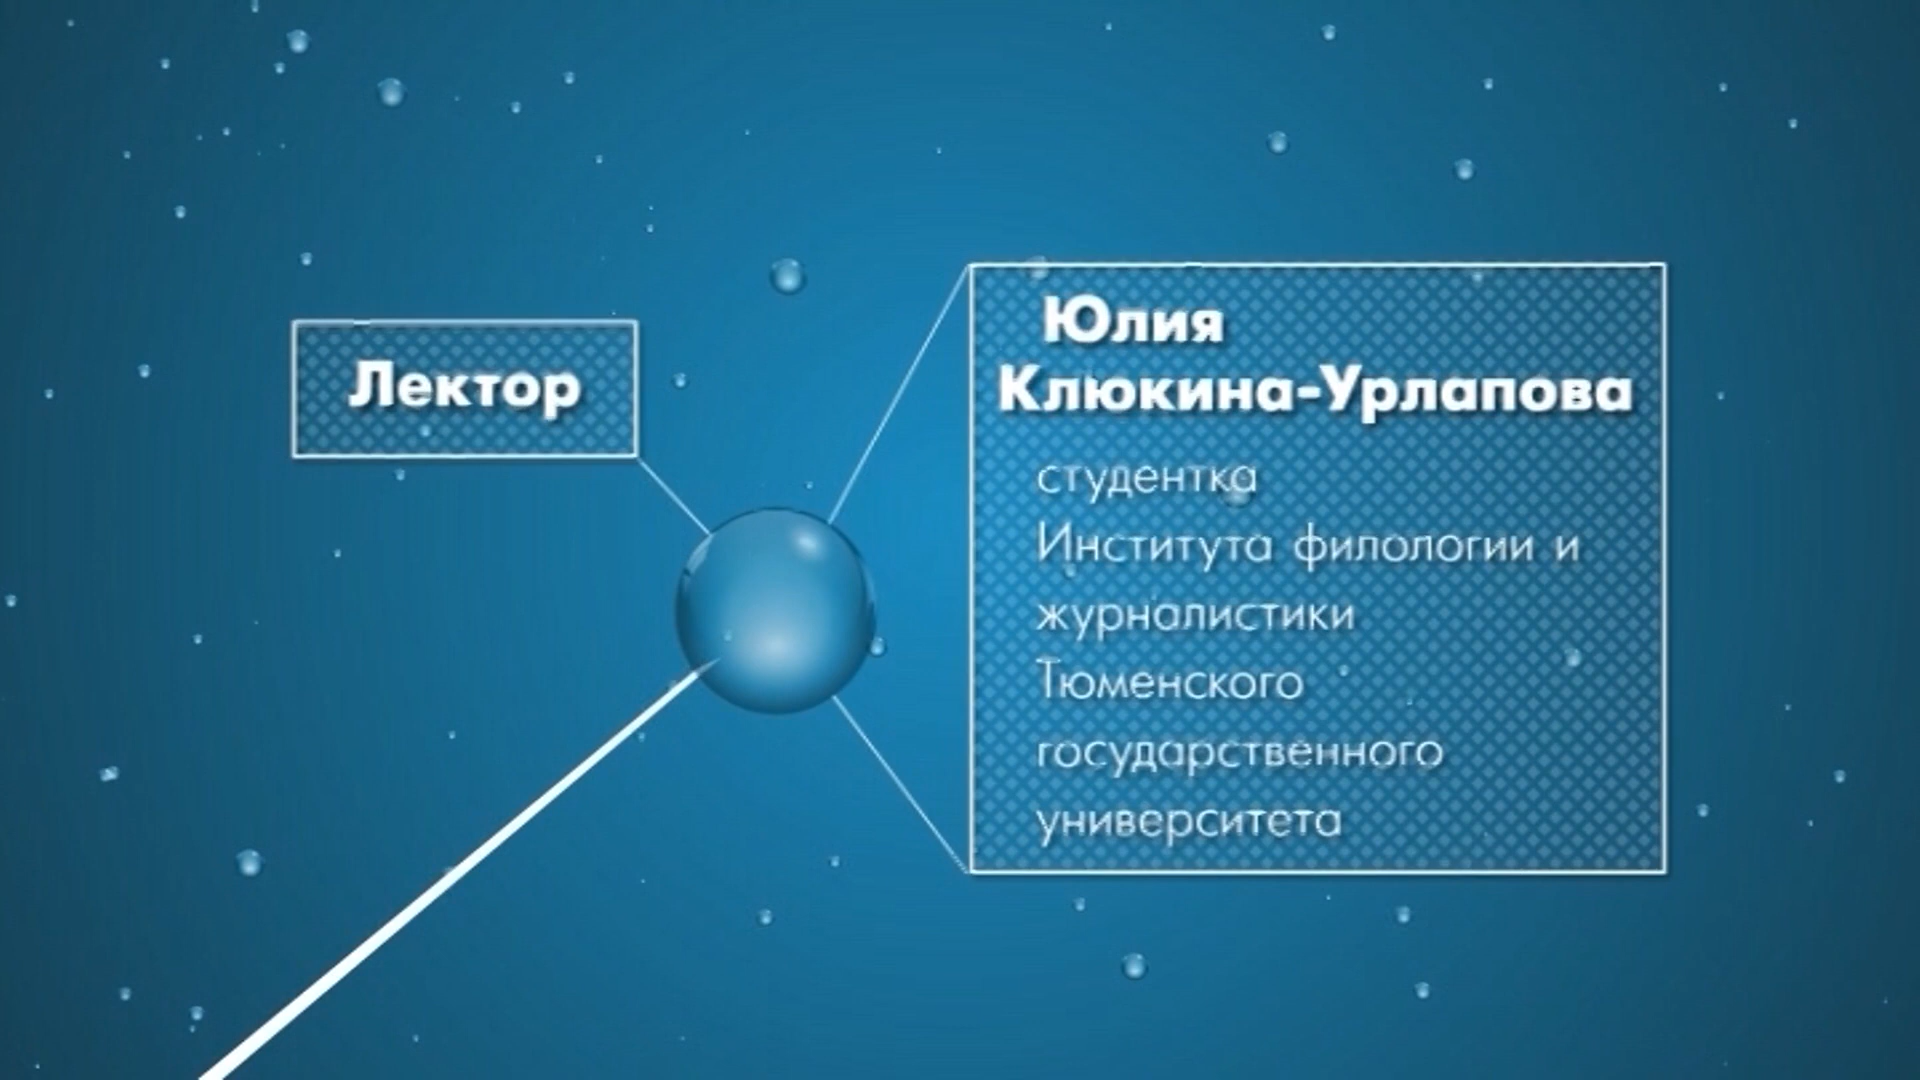 Лектор
Юлия
Клюкина-Урлапова
студентка
Института филологии и
журналистики
Тюменского
государственного
университета